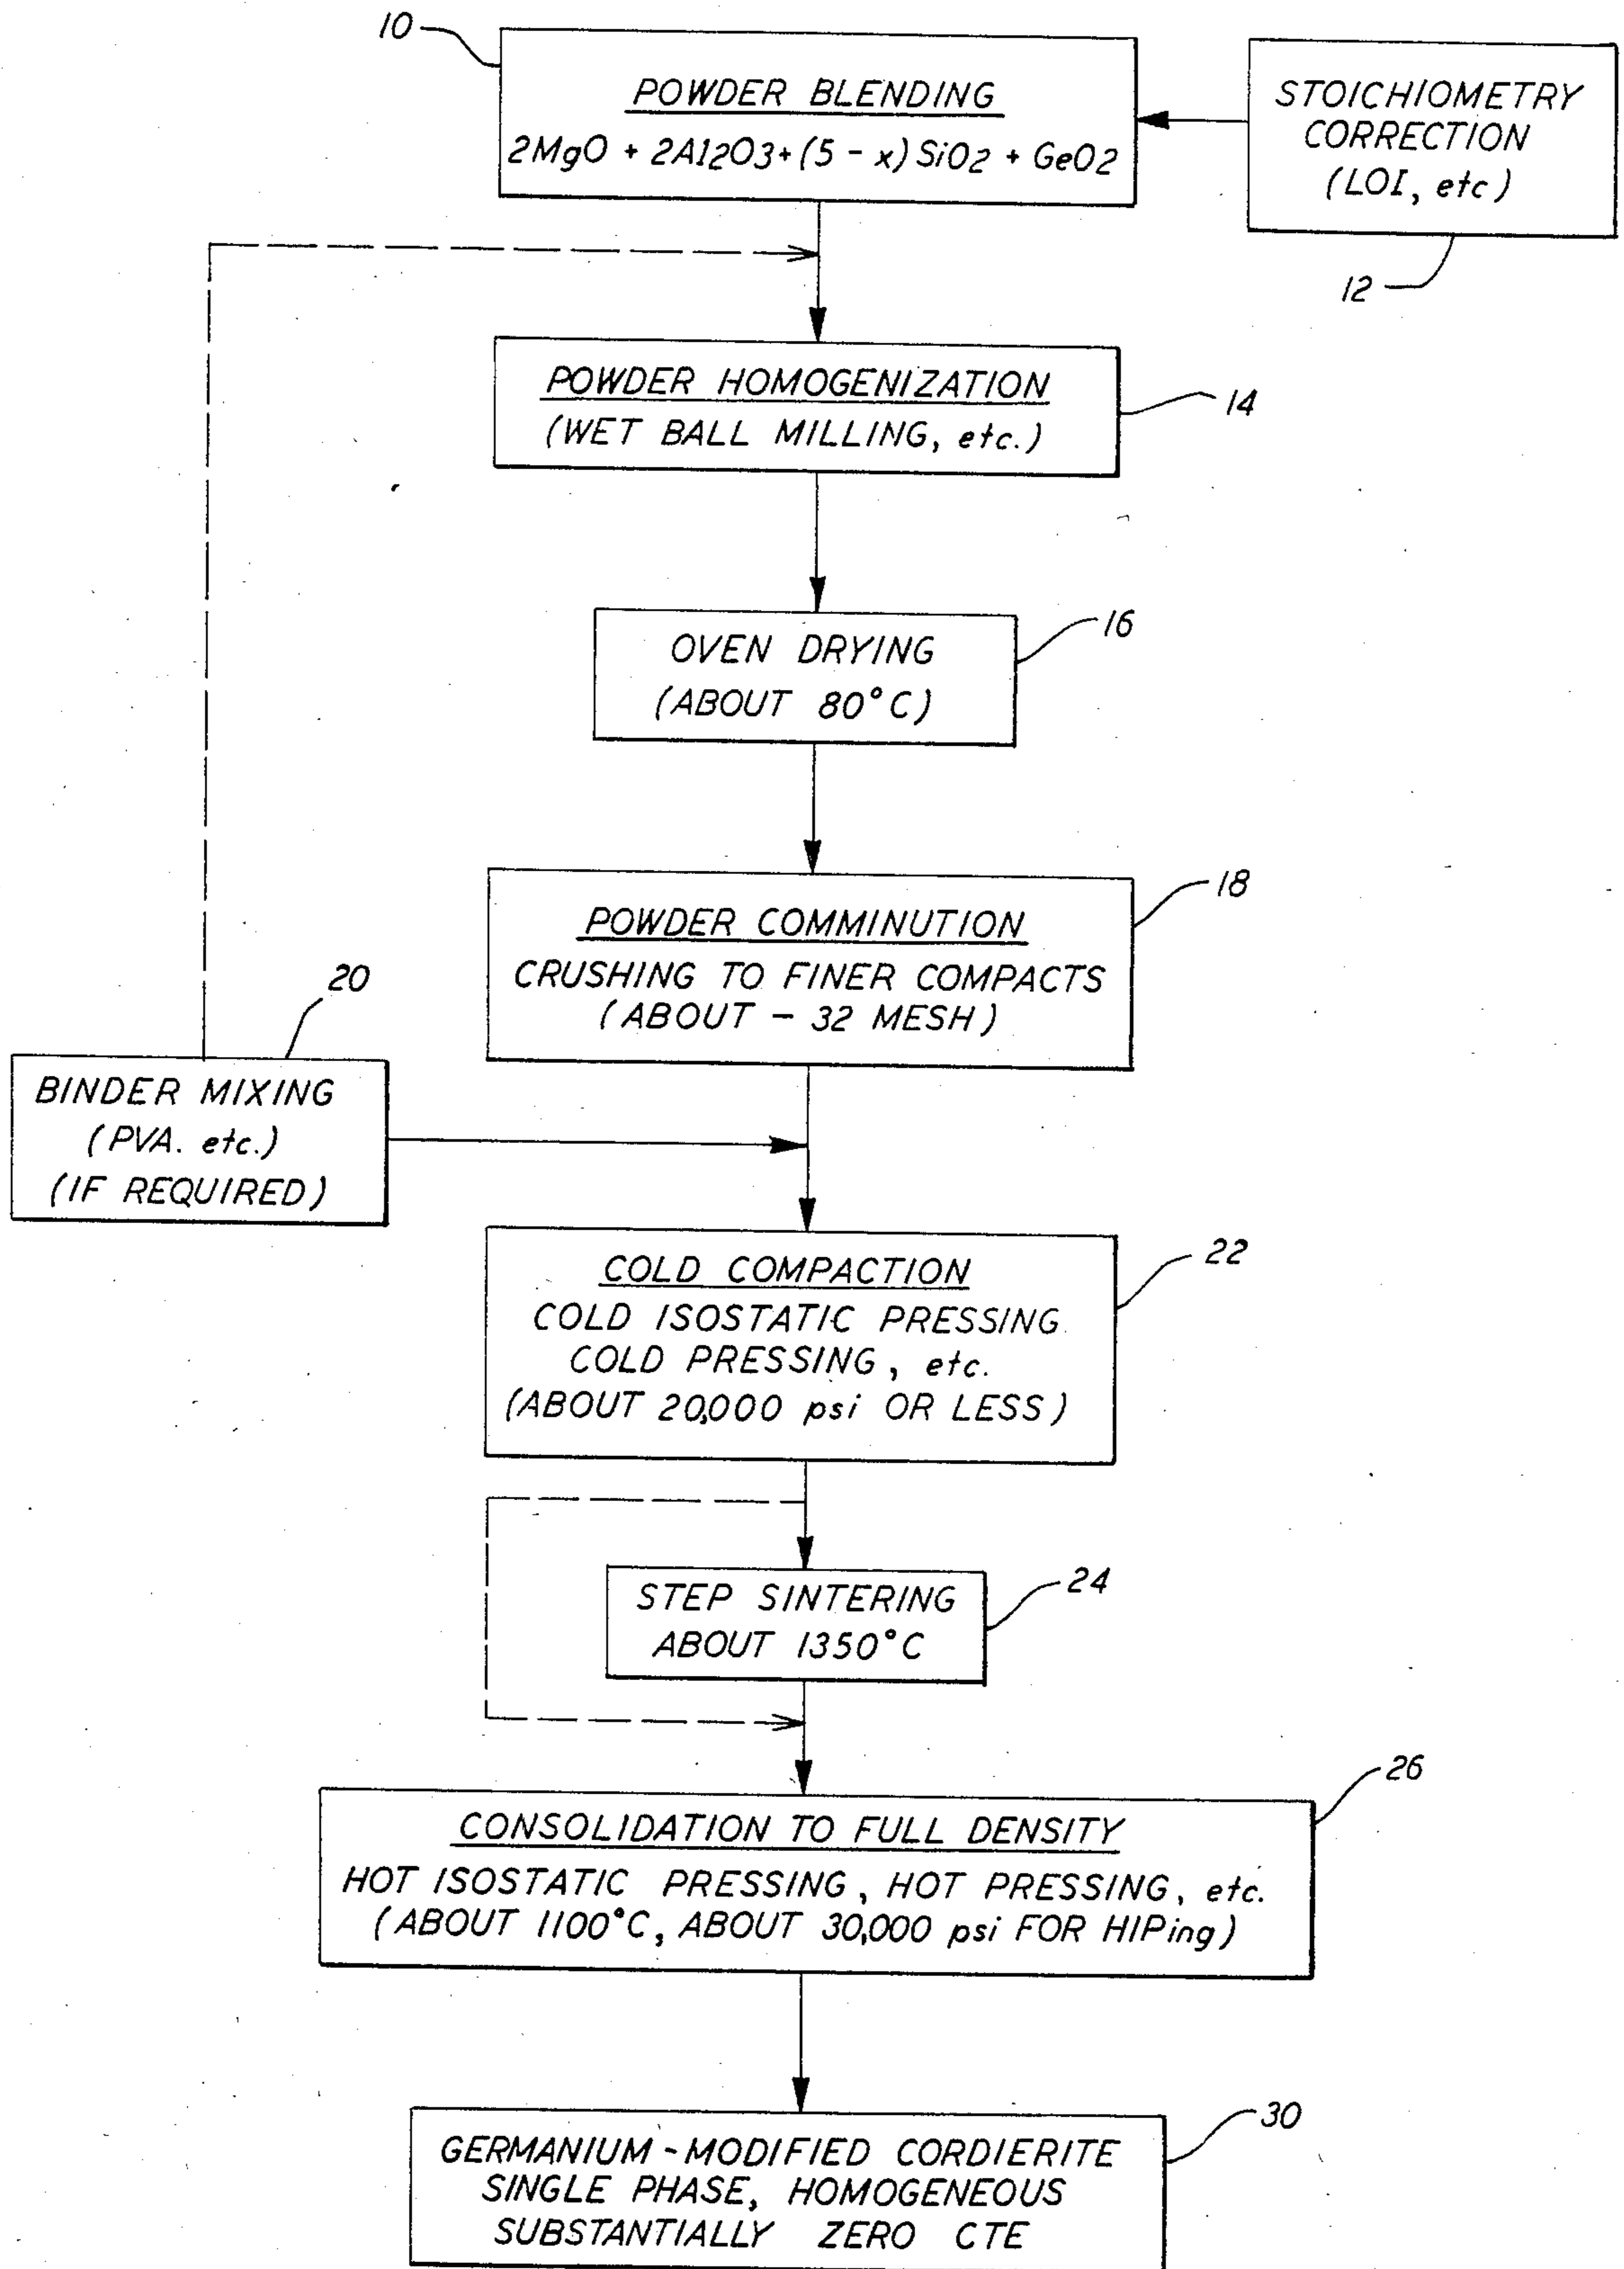 10
POWDER BLENDING
2MgO + 2Al2O3+(5 - x) SiO2 + GeO2
STOICHIOMETRY
CORRECTION
(LOI, etc)
12
POWDER HOMOGENIZATION
(WET BALL MILLING, etc.)
14
OVEN DRYING
(ABOUT 80°C)
16
POWDER COMMINUTION
CRUSHING TO FINER COMPACTS
(ABOUT - 32 MESH)
18
20
BINDER MIXING
(PVA. etc.)
(IF REQUIRED)
COLD COMPACTION
COLD ISOSTATIC PRESSING
COLD PRESSING, etc.
(ABOUT 20,000 psi OR LESS)
22
STEP SINTERING
ABOUT 1350°C
24
CONSOLIDATION TO FULL DENSITY
HOT ISOSTATIC PRESSING, HOT PRESSING, etc.
(ABOUT 1100°C, ABOUT 30,000 psi FOR HIPing)
26
GERMANIUM-MODIFIED CORDIERITE
SINGLE PHASE, HOMOGENEOUS
SUBSTANTIALLY ZERO CTE
30